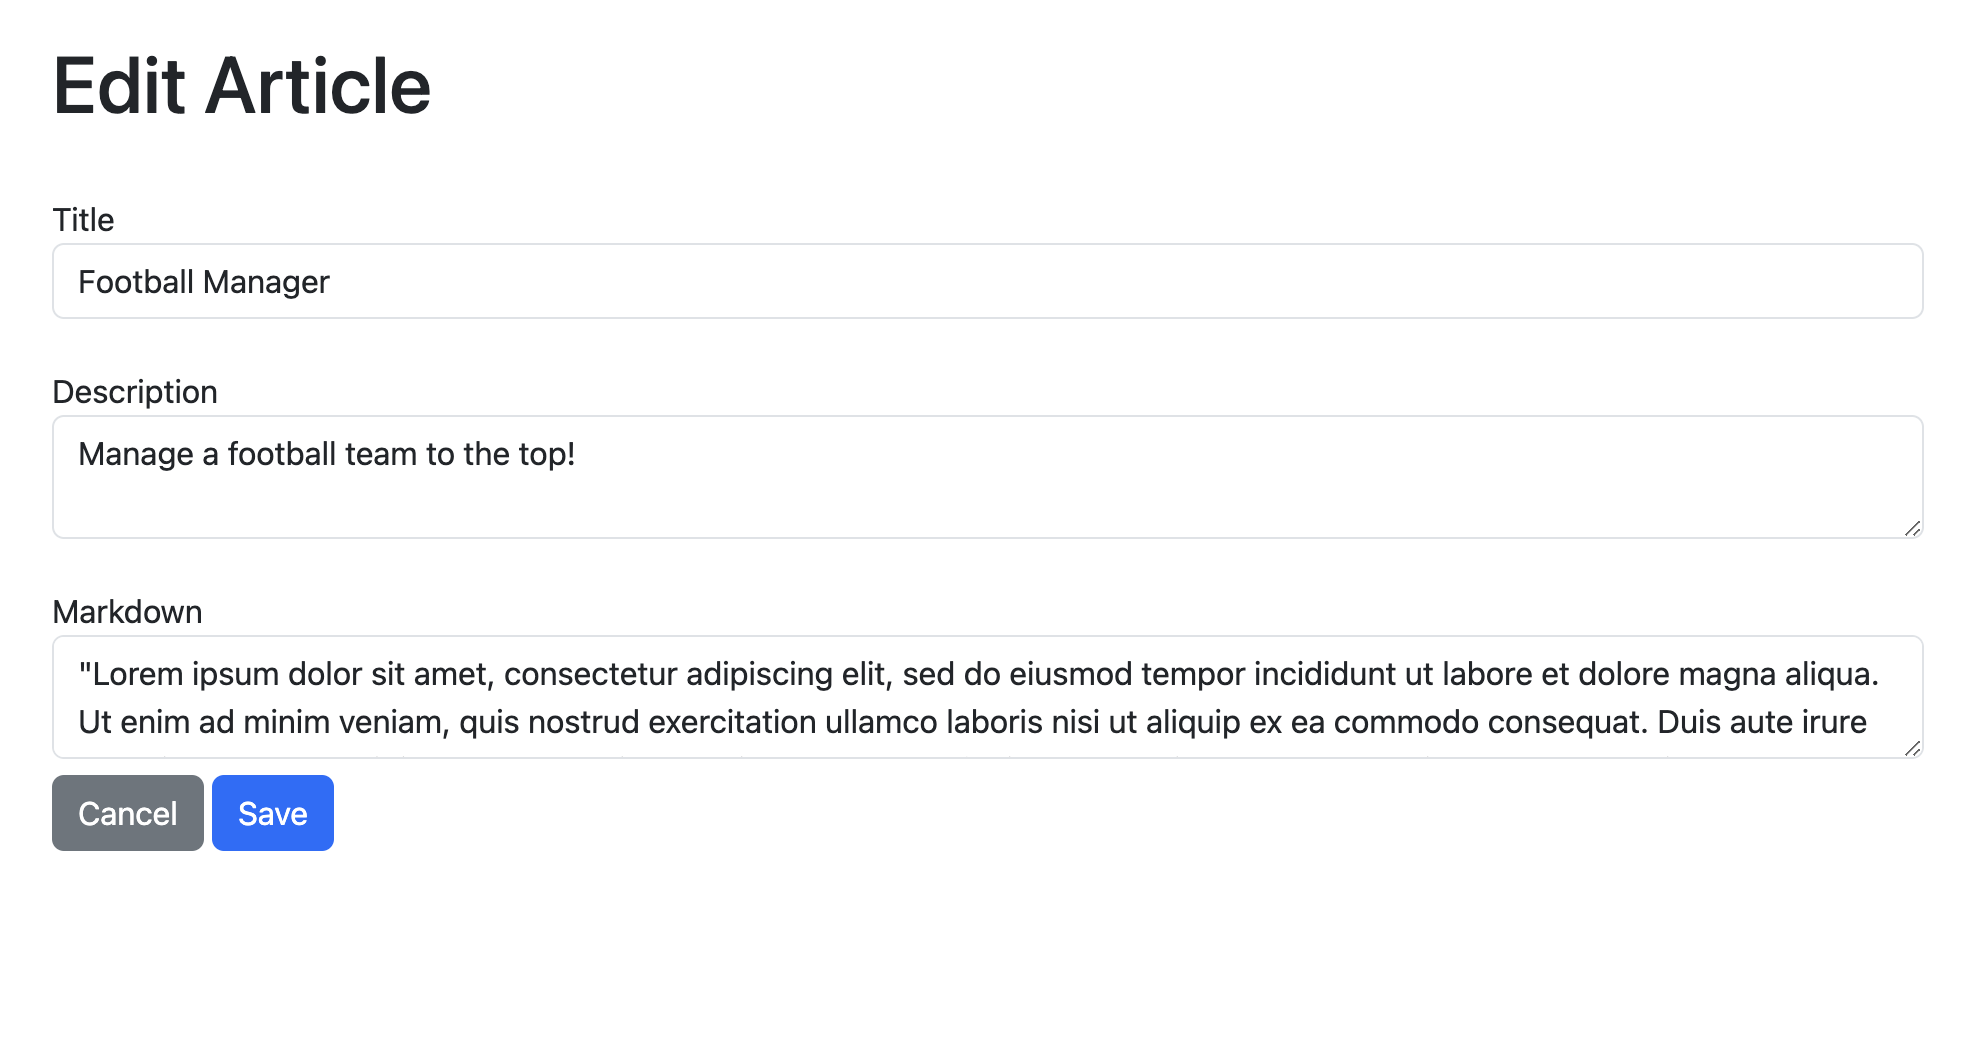 Edit Article
Title
Football Manager
Description
Manage a football team to the top!
Markdown
"Lorem ipsum dolor sit amet, consectetur adipiscing elit, sed do eiusmod tempor incididunt ut labore et dolore magna aliqua.
Ut enim ad minim veniam, quis nostrud exercitation ullamco laboris nisi ut aliquip ex ea commodo consequat. Duis aute irure
Cancel Save